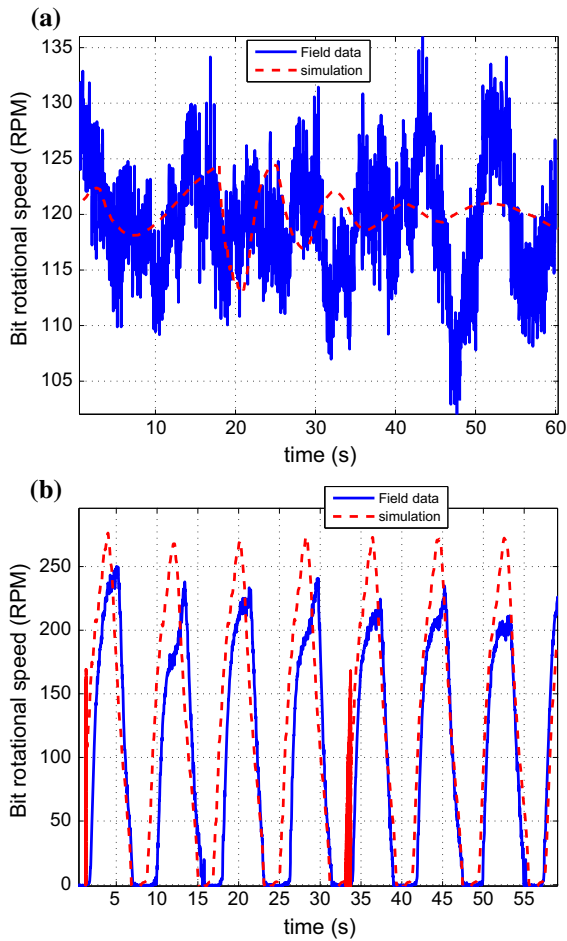 (a)
Field data
simulation
Bit rotational speed (RPM)
135
130
125
120
115
110
105
10 20 30 40 50 60
time (s)
(b)
Field data
simulation
Bit rotational speed (RPM)
250
200
150
100
50
0
5 10 15 20 25 30 35 40 45 50 55
time (s)